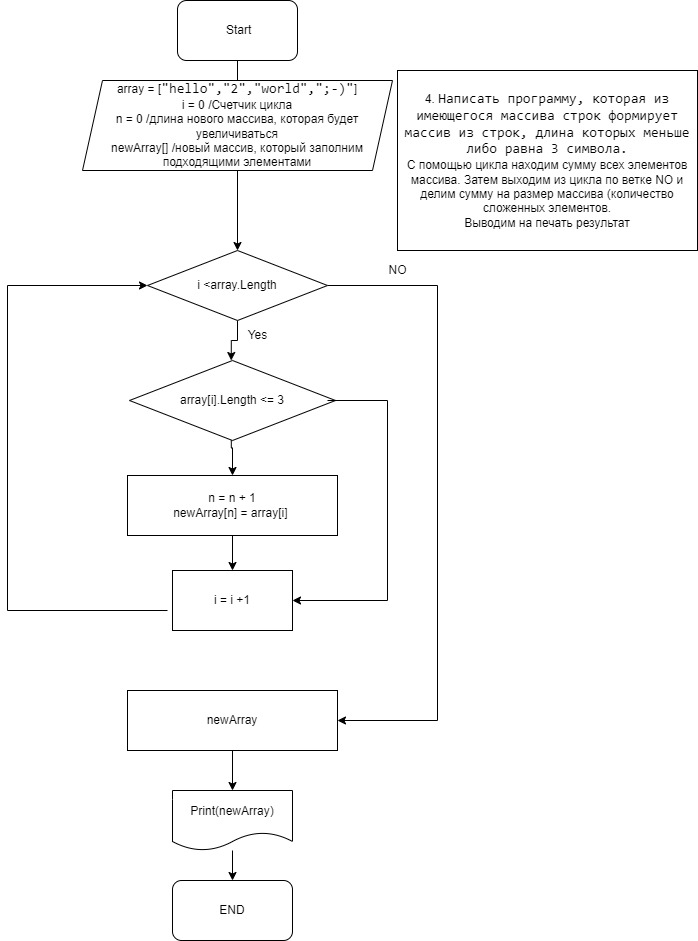 Start
array = ["hello","2","world",";-)"]
i = 0 /Счетчик цикла
n = 0 /длина нового массива, которая будет
увеличиваться
newArray[] /новый массив, который заполним
подходящими элементами
4. Написать программу, которая из
имеющегося массива строк формирует
массив из строк, длина которых меньше
либо равна 3 символа.
С помощью цикла находим сумму всех элементов
массива. Затем выходим из цикла по ветке NO и
делим сумму на размер массива (количество
сложенных элементов.
Выводим на печать результат
i <array.Length
NO
Yes
array[i].Length <= 3
n = n + 1
newArray[n] = array[i]
i = i +1
newArray
Print(newArray)
END